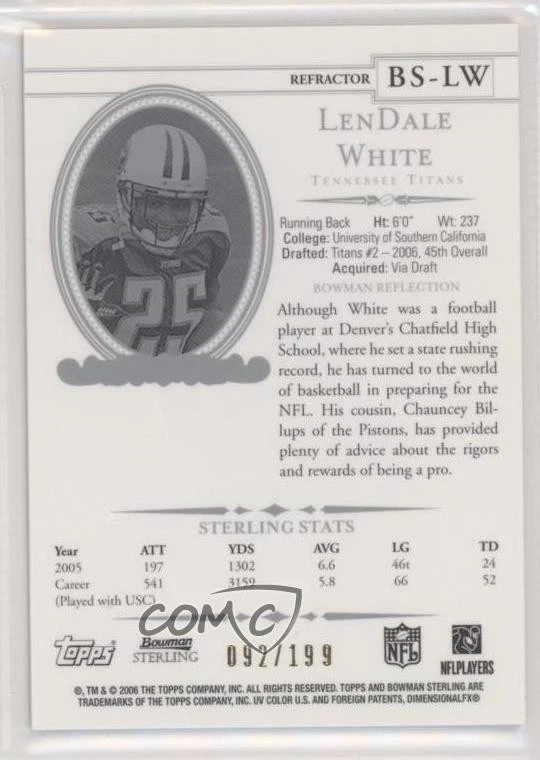 REFRACTOR BS-LW
LENDALE
WHITE
TENNESSEE TITANS
Running Back Ht: 6'0" Wt: 237
College: University of Southern California
Drafted: Titans #2 – 2006, 45th Overall
Acquired: Via Draft
BOWMAN REFLECTION
Although White was a football
player at Denver's Chatfield High
School, where he set a state rushing
record, he has turned to the world
of basketball in preparing for the
NFL. His cousin, Chauncey Bil-
lups of the Pistons, has provided
plenty of advice about the rigors
and rewards of being a pro.
25
STERLING STATS
Year ATT YDS AVG LG TD
2005 197 1302 6.6 46t 24
Career 541 3159 5.8 66 52
(Played with USC)
COMC
topps Bowman STERLING 092/199 NFL NFLPLAYERS
®, TM & © 2006 THE TOPPS COMPANY, INC. ALL RIGHTS RESERVED. TOPPS AND BOWMAN STERLING ARE
TRADEMARKS OF THE TOPPS COMPANY, INC. UV COLOR U.S. AND FOREIGN PATENTS, DIMENSIONALFX®